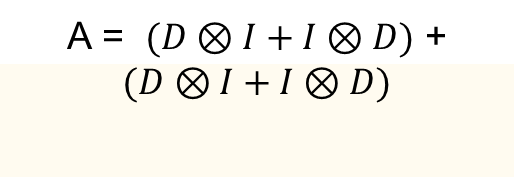 A = (𝐷 ⊗ 𝐼 + 𝐼 ⊗ 𝐷) +
(𝐷 ⊗ 𝐼 + 𝐼 ⊗ 𝐷)